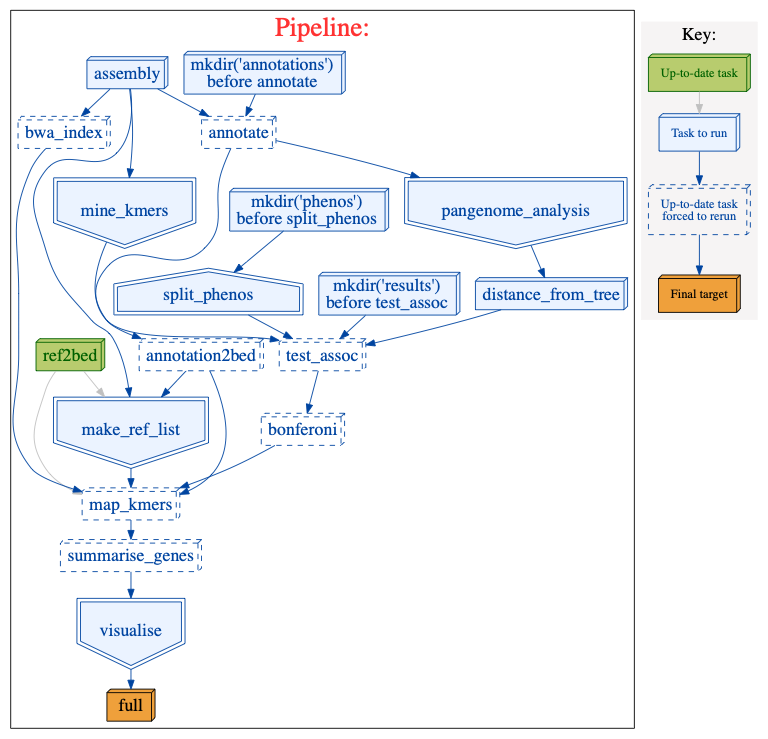 Pipeline:
Key:
assembly
mkdir('annotations')
before annotate
Up-to-date task
bwa_index
annotate
Task to run
mine_kmers
mkdir('phenos')
before split_phenos
pangenome_analysis
Up-to-date task
forced to rerun
split_phenos
mkdir('results')
before test_assoc
distance_from_tree
Final target
ref2bed
annotation2bed
test_assoc
make_ref_list
bonferoni
map_kmers
summarise_genes
visualise
full